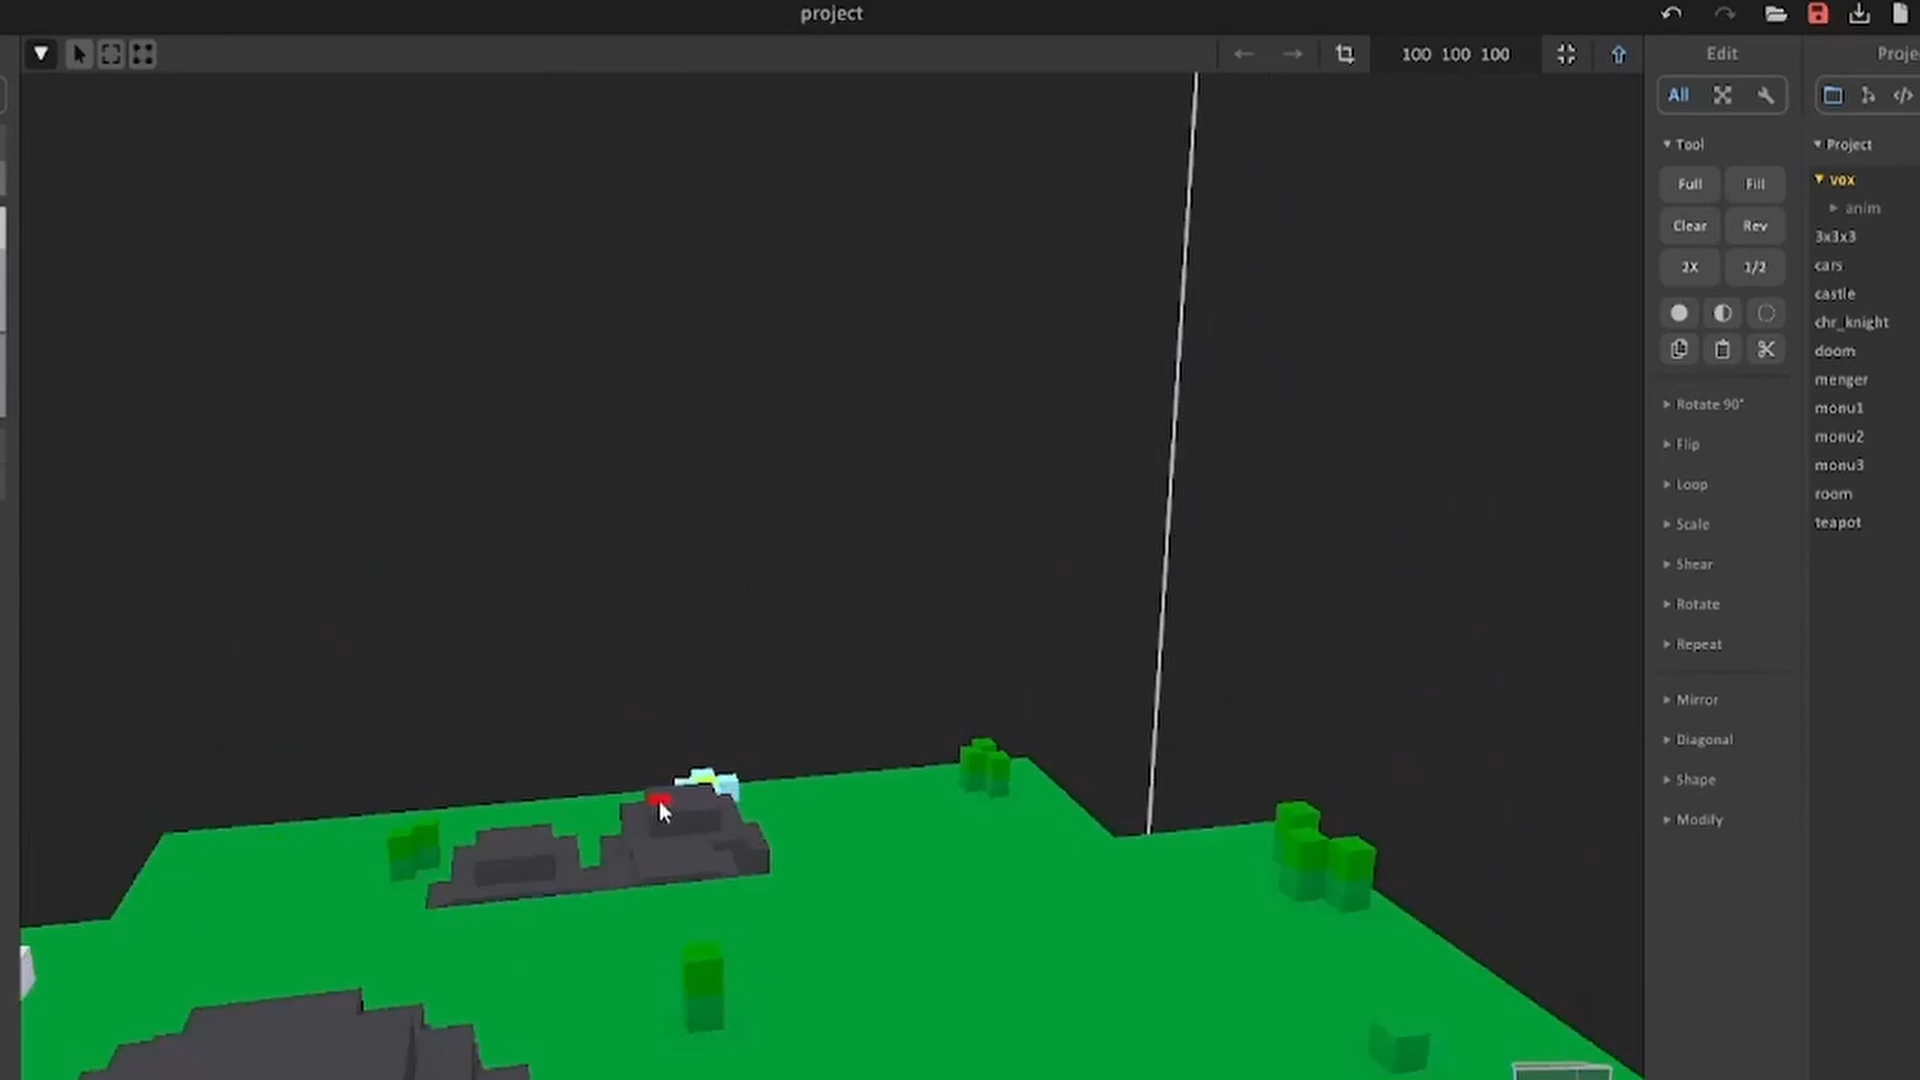 project
100 100 100
Edit
Proje
All
Tool
Project
Full Fill
Clear Rev
2X 1/2
Rotate 90°
Flip
Loop
Scale
Shear
Rotate
Repeat
Mirror
Diagonal
Shape
Modify
vox
anim
3x3x3
cars
castle
chr_knight
doom
menger
monu1
monu2
monu3
room
teapot